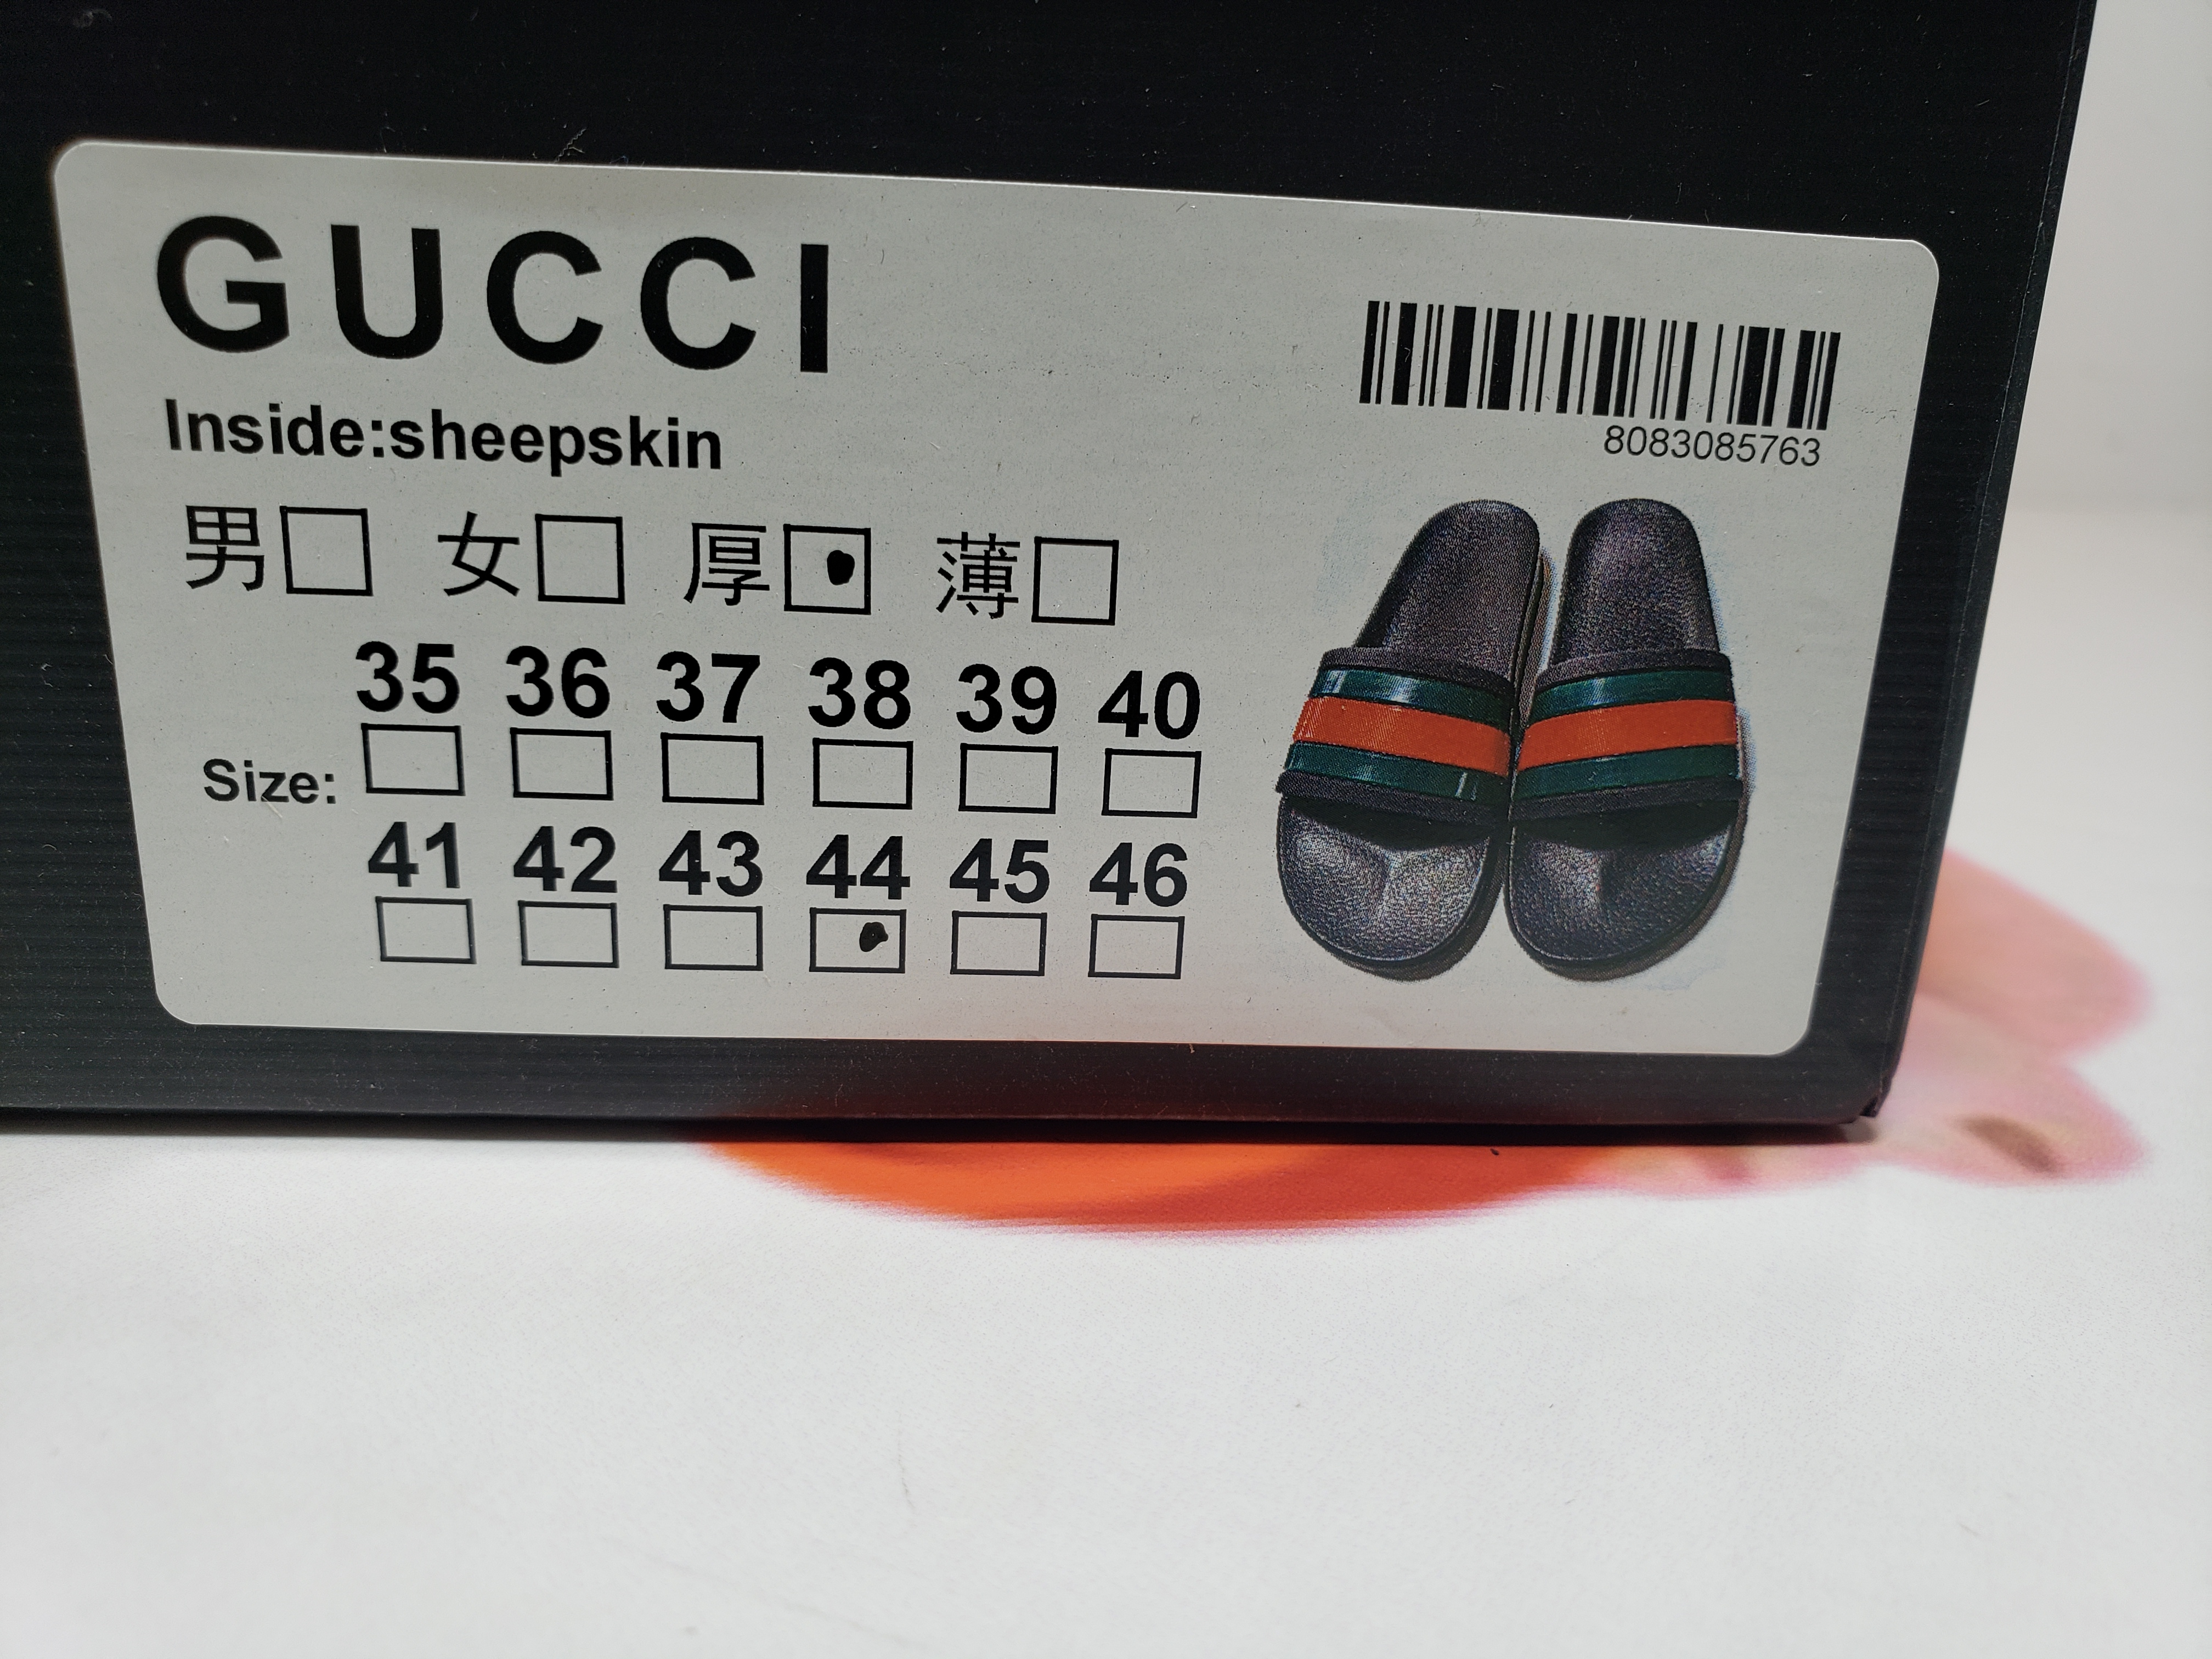 GUCCI
8083085763
Inside:sheepskin
男 女 厚 薄
35 36 37 38 39 40
Size:
41 42 43 44 45 46